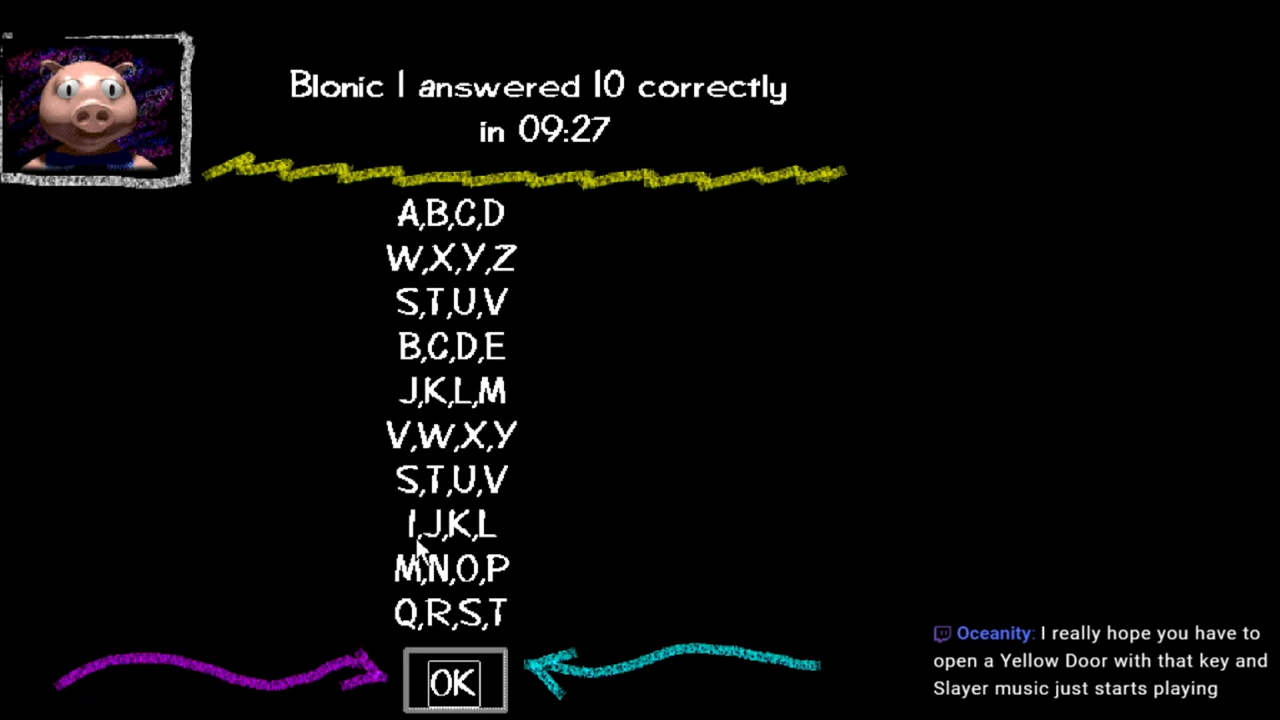 Blonic 1 answered 10 correctly
in 09:27
A,B,C,D
W,X,Y,Z
S,T,U,V
B,C,D,E
J,K,L,M
V,W,X,Y
S,T,U,V
I,J,K,L
M,N,O,P
Q,R,S,T
OK
Oceanity: I really hope you have to
open a Yellow Door with that key and
Slayer music just starts playing